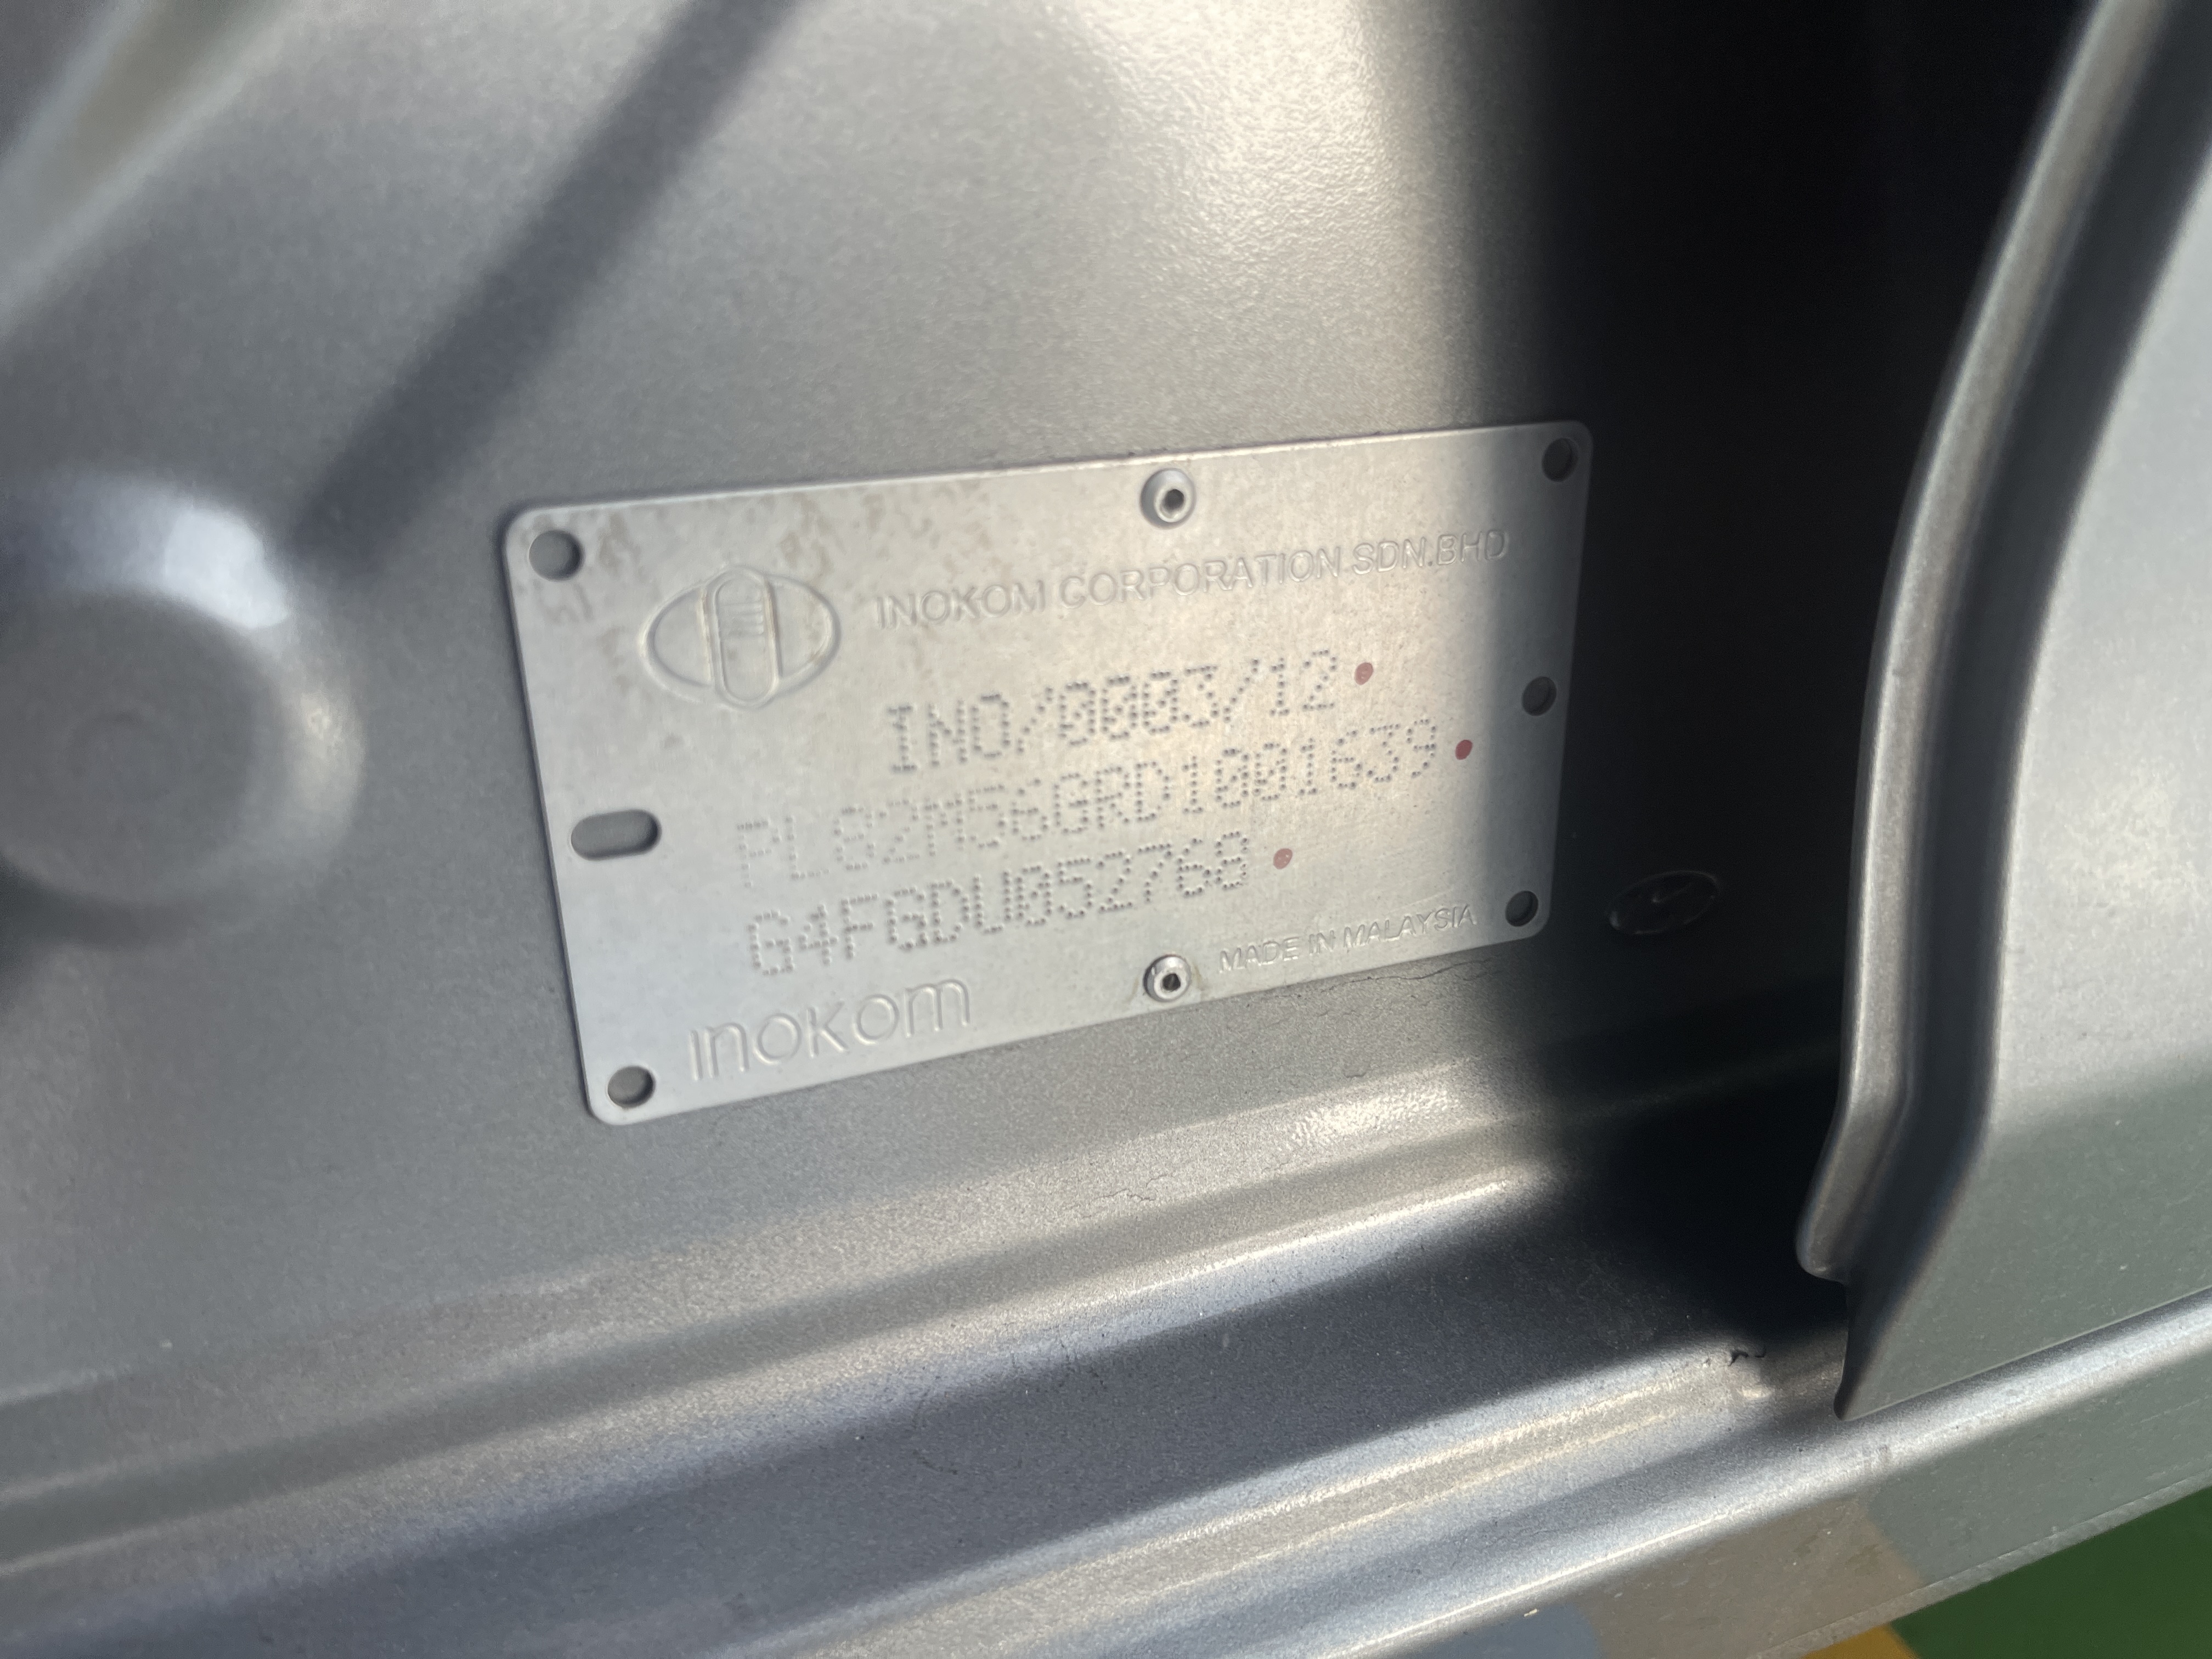 INOKOM CORPORATION SDN.BHD
INO/0003/12
PL82M56GRD1001639
G4FGDU052768
MADE IN MALAYSIA
inokom